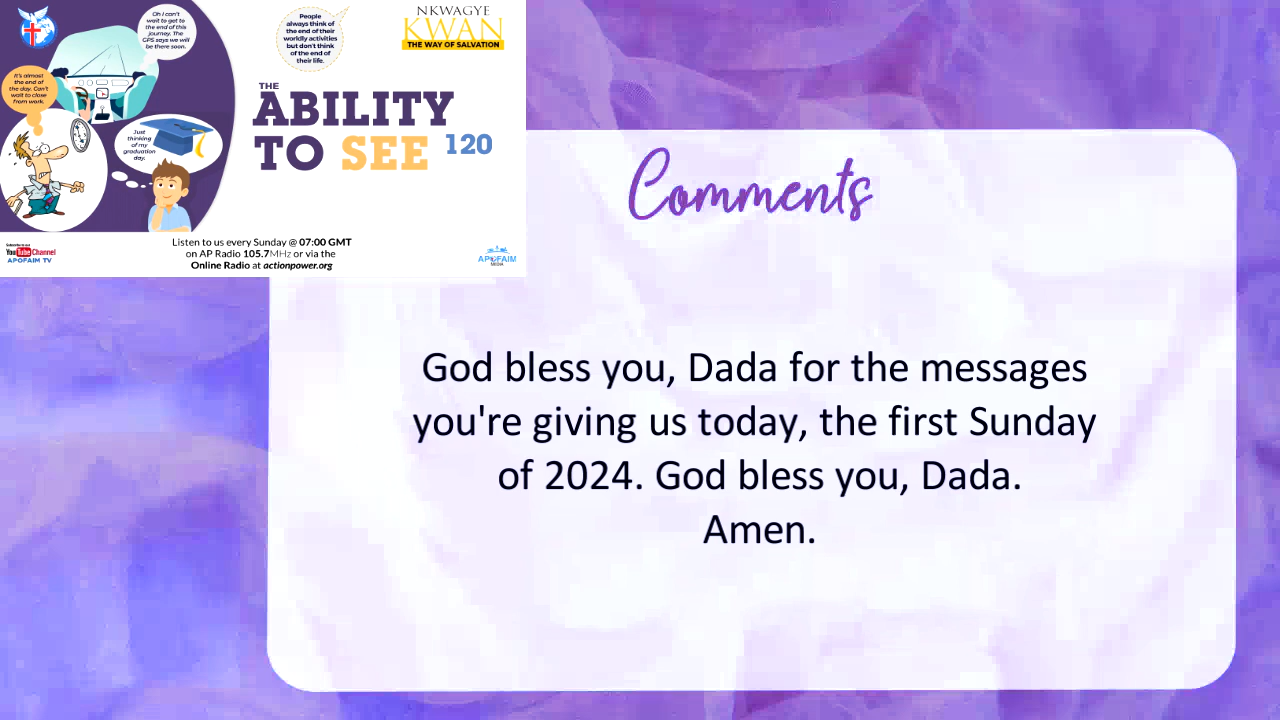 Oh I can't
wait to get to
the end of this
journey. The
GPS says we will
be there soon.
People
always think of
the end of their
worldly activities
but don't think
of the end of
their life.
NKWAGYE
KWAN
THE WAY OF SALVATION
It's almost
the end of
the day. Can't
wait to close
from work.
Just
thinking
of my
graduation
day.
THE
ABILITY
TO SEE 120
Listen to us every Sunday @ 07:00 GMT
on AP Radio 105.7MHz or via the
Online Radio at actionpower.org
YouTube Channel
APOFAIM TV
APOFAIM
MEDIA
Comments
God bless you, Dada for the messages
you're giving us today, the first Sunday
of 2024. God bless you, Dada.
Amen.